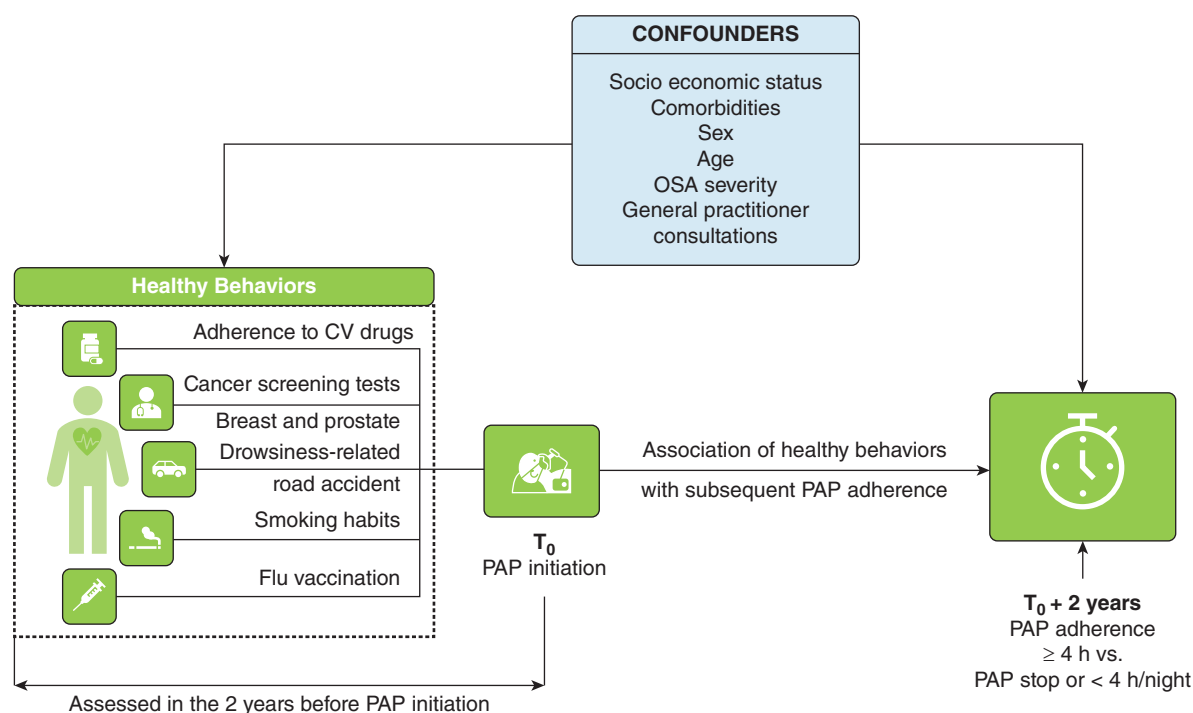 CONFOUNDERS
Socio economic status
Comorbidities
Sex
Age
OSA severity
General practitioner
consultations
Healthy Behaviors
Adherence to CV drugs
Cancer screening tests
Breast and prostate
Drowsiness-related
road accident
Smoking habits
Flu vaccination
T0
PAP initiation
Association of healthy behaviors
with subsequent PAP adherence
T0 + 2 years
PAP adherence
≥ 4 h vs.
PAP stop or < 4 h/night
Assessed in the 2 years before PAP initiation